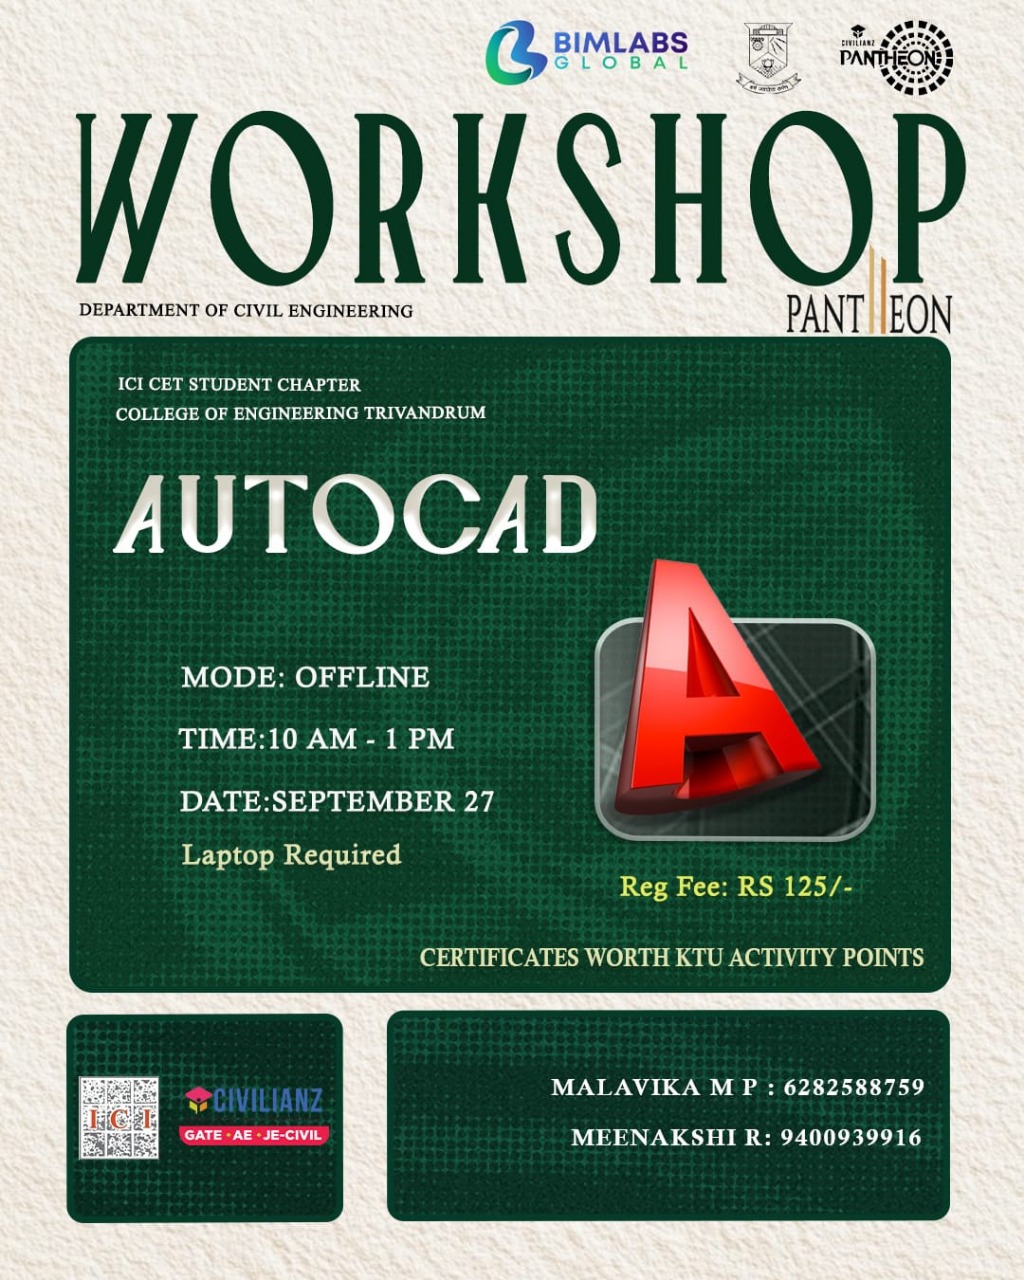 BIMLABS
GLOBAL
CIVILIANZ
PANTHEON
WORKSHOP
DEPARTMENT OF CIVIL ENGINEERING
PANTHEON
ICI CET STUDENT CHAPTER
COLLEGE OF ENGINEERING TRIVANDRUM
AUTOCAD
A
MODE: OFFLINE
TIME:10 AM - 1 PM
DATE:SEPTEMBER 27
Laptop Required
Reg Fee: RS 125/-
CERTIFICATES WORTH KTU ACTIVITY POINTS
ICI
CIVILIANZ
GATE • AE • JE-CIVIL
MALAVIKA M P : 6282588759
MEENAKSHI R: 9400939916